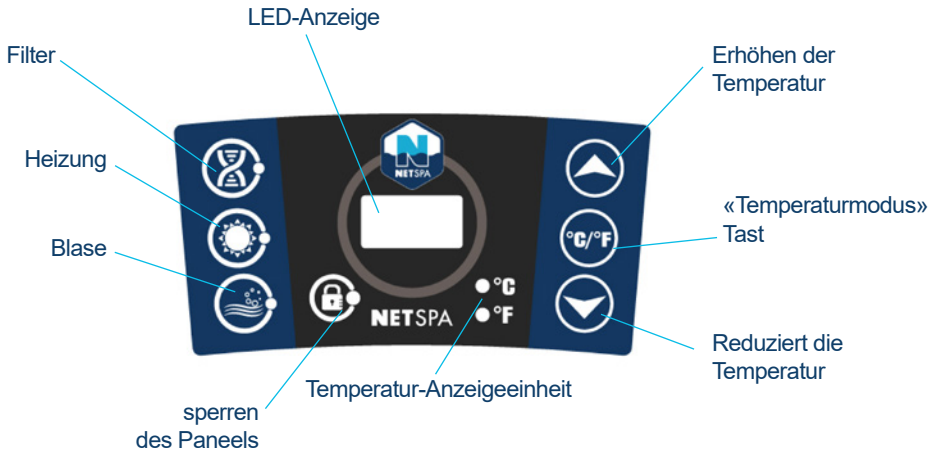 LED-Anzeige
Filter
Erhöhen der
Temperatur
Heizung
N
NETSPA
«Temperaturmodus»
Tast
°C/°F
Blase
°C
NETSPA
°F
Reduziert die
Temperatur
Temperatur-Anzeigeeinheit
sperren
des Paneels